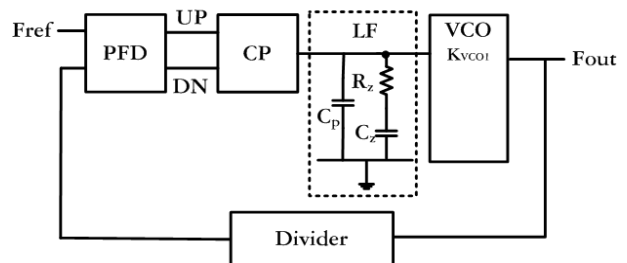 Fref
PFD
UP
DN
CP
LF
Rz
Cp
Cz
VCO
KVCO1
Fout
Divider